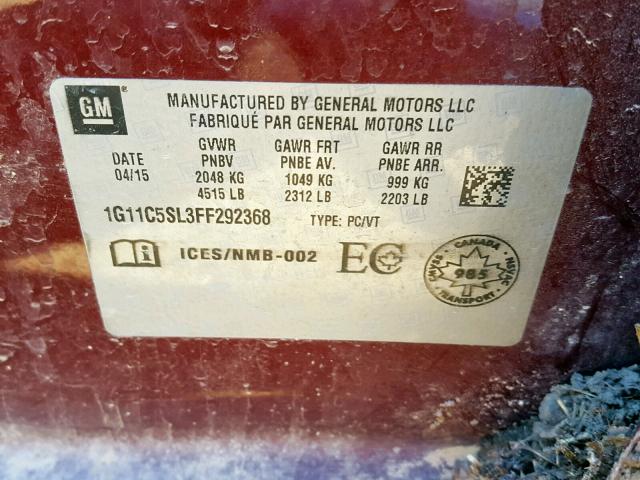 GM
MANUFACTURED BY GENERAL MOTORS LLC
FABRIQUÉ PAR GENERAL MOTORS LLC
DATE
04/15
GVWR
PNBV
2048 KG
4515 LB
GAWR FRT
PNBE AV.
1049 KG
2312 LB
GAWR RR
PNBE ARR.
999 KG
2203 LB
1G11C5SL3FF292368 TYPE: PC/VT
ICES/NMB-002 EC
CANADA
CMVSS
NSVAC
985
TRANSPORT